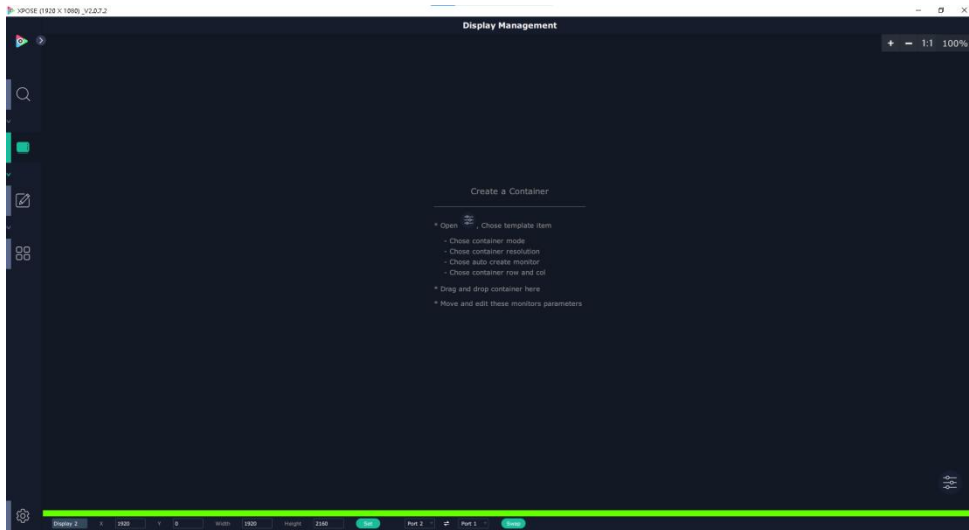 XPOSE (1920 X 1080) _V2.0.7.2
Display Management
+ − 1:1 100%
Create a Container
* Open , Chose template item
- Chose container mode
- Chose container resolution
- Chose auto create monitor
- Chose container row and col
* Drag and drop container here
* Move and edit these monitors parameters
Display 2 X 1920 Y 0 Width 1920 Height 2160 Set Port 2 Port 1 Swap